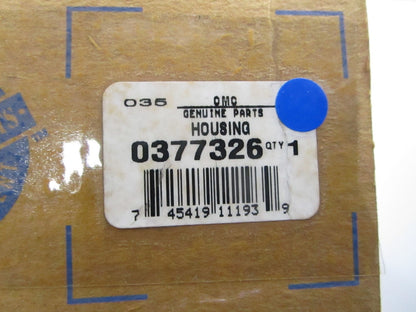 035 OMC
GENUINE PARTS
HOUSING
0377326 QTY 1
7 45419 11193 9